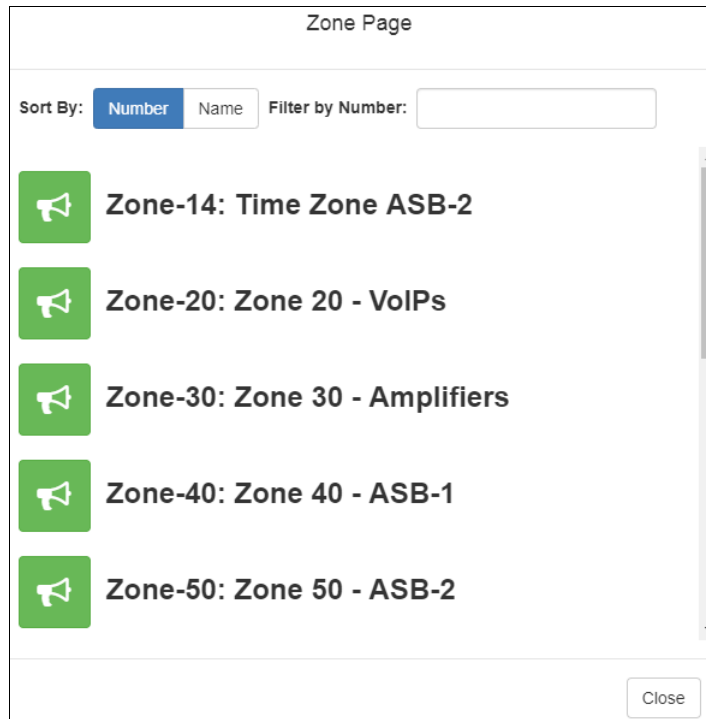 Zone Page
Sort By: Number Name Filter by Number:
Zone-14: Time Zone ASB-2
Zone-20: Zone 20 - VoIPs
Zone-30: Zone 30 - Amplifiers
Zone-40: Zone 40 - ASB-1
Zone-50: Zone 50 - ASB-2
Close